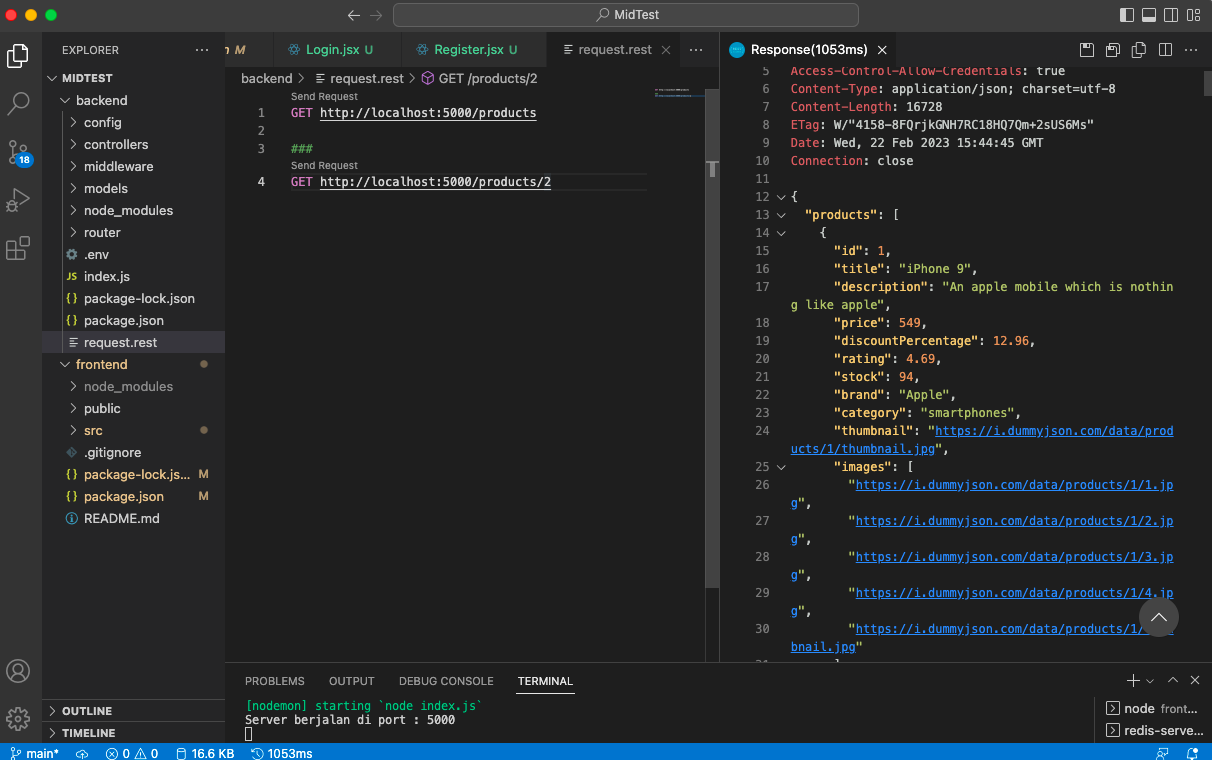 MidTest
EXPLORER
MIDTEST
backend
config
controllers
middleware
models
node_modules
router
.env
JS index.js
{} package-lock.json
{} package.json
request.rest
frontend
node_modules
public
src
.gitignore
{} package-lock.js... M
{} package.json M
README.md
OUTLINE
TIMELINE
M
Login.jsx U
Register.jsx U
request.rest
backend > request.rest > GET /products/2
Send Request
1 GET http://localhost:5000/products
2
3 ###
Send Request
4 GET http://localhost:5000/products/2
Response(1053ms)
5 Access-Control-Allow-Credentials: true
6 Content-Type: application/json; charset=utf-8
7 Content-Length: 16728
8 ETag: W/"4158-8FQrjkGNH7RC18HQ7Qm+2sUS6Ms"
9 Date: Wed, 22 Feb 2023 15:44:45 GMT
10 Connection: close
11
12 {
13 "products": [
14 {
15 "id": 1,
16 "title": "iPhone 9",
17 "description": "An apple mobile which is nothin
g like apple",
18 "price": 549,
19 "discountPercentage": 12.96,
20 "rating": 4.69,
21 "stock": 94,
22 "brand": "Apple",
23 "category": "smartphones",
24 "thumbnail": "https://i.dummyjson.com/data/prod
ucts/1/thumbnail.jpg",
25 "images": [
26 "https://i.dummyjson.com/data/products/1/1.jp
g",
27 "https://i.dummyjson.com/data/products/1/2.jp
g",
28 "https://i.dummyjson.com/data/products/1/3.jp
g",
29 "https://i.dummyjson.com/data/products/1/4.jp
g",
30 "https://i.dummyjson.com/data/products/1/
bnail.jpg"
PROBLEMS OUTPUT DEBUG CONSOLE TERMINAL
[nodemon] starting `node index.js`
Server berjalan di port : 5000
node front...
redis-serve...
18
main* 0 0 16.6 KB 1053ms